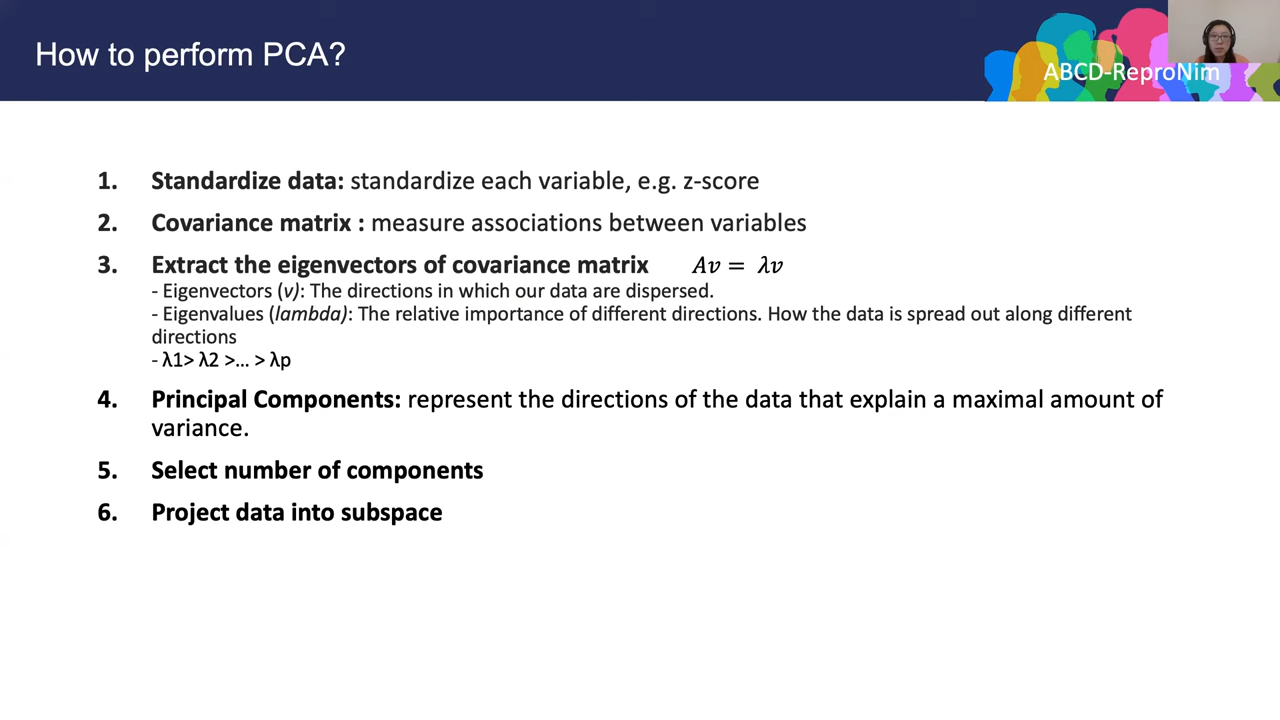 How to perform PCA?
ABCD-ReproNim
1. Standardize data: standardize each variable, e.g. z-score
2. Covariance matrix : measure associations between variables
3. Extract the eigenvectors of covariance matrix 𝐴𝑣 = 𝜆𝑣
- Eigenvectors (v): The directions in which our data are dispersed.
- Eigenvalues (lambda): The relative importance of different directions. How the data is spread out along different
directions
- λ1> λ2 >... > λp
4. Principal Components: represent the directions of the data that explain a maximal amount of
variance.
5. Select number of components
6. Project data into subspace